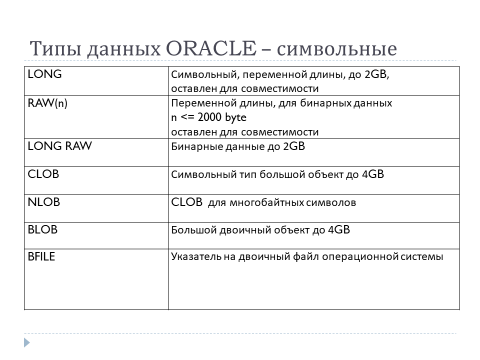 Типы данных ORACLE – символьные
LONG
Символьный, переменной длины, до 2GB,
оставлен для совместимости
RAW(n)
Переменной длины, для бинарных данных
n <= 2000 byte
оставлен для совместимости
LONG RAW
Бинарные данные до 2GB
CLOB
Символьный тип большой объект до 4GB
NLOB
CLOB для многобайтных символов
BLOB
Большой двоичный объект до 4GB
BFILE
Указатель на двоичный файл операционной системы